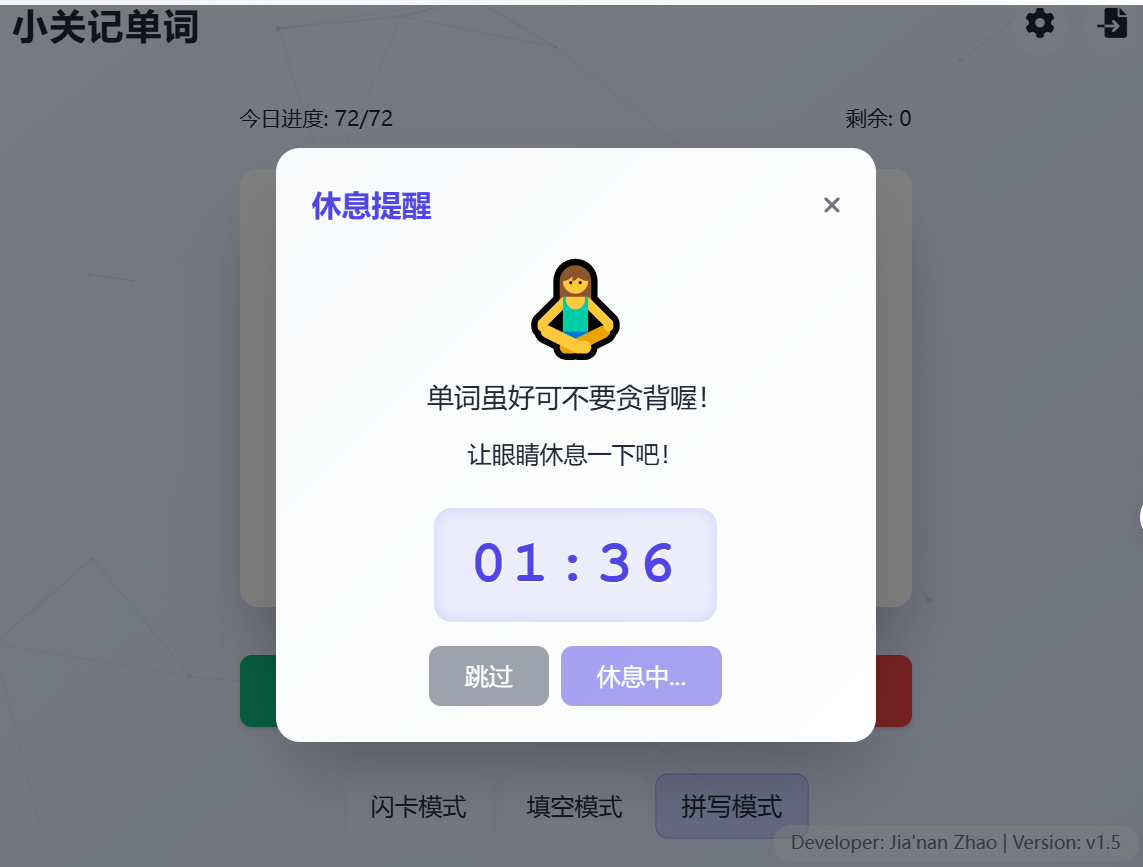 小关记单词
今日进度: 72/72
剩余: 0
休息提醒
单词虽好可不要贪背喔！
让眼睛休息一下吧！
01:36
跳过
休息中...
闪卡模式
填空模式
拼写模式
Developer: Jia'nan Zhao | Version: v1.5